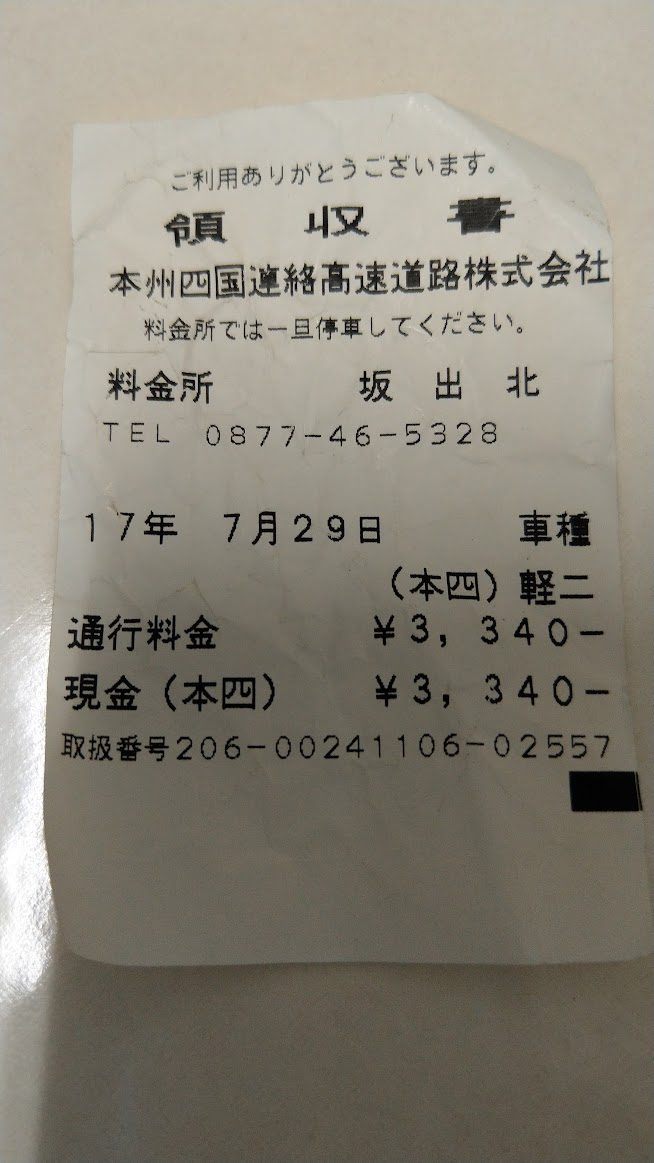 ご利用ありがとうございます。
領 収 書
本州四国連絡高速道路株式会社
料金所では一旦停車してください。
料金所 坂 出 北
TEL 0877-46-5328
17年 7月29日 車種
(本四)軽二
通行料金 ¥3,340-
現金(本四) ¥3,340-
取扱番号206-00241106-02557